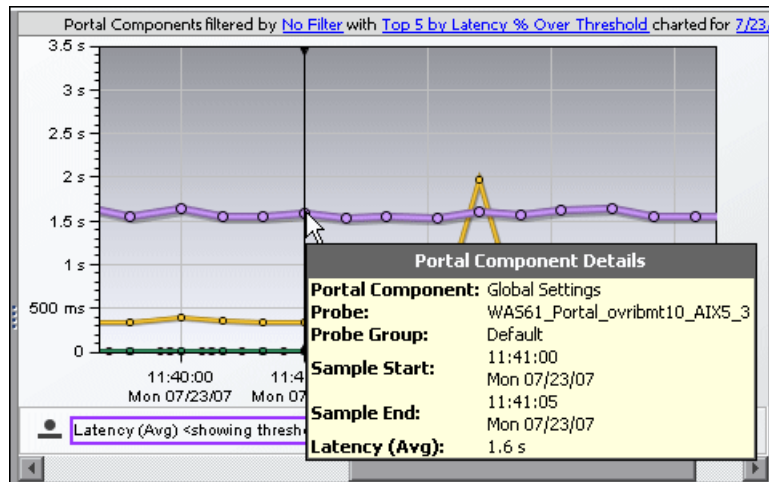 Portal Components filtered by No Filter with Top 5 by Latency % Over Threshold charted for 7/23/
3.5 s
3 s
2.5 s
2 s
1.5 s
1 s
500 ms
0
11:40:00
Mon 07/23/07
11:4
Mon 07
Portal Component Details
Portal Component: Global Settings
Probe: WAS61_Portal_ovribmt10_AIX5_3
Probe Group: Default
Sample Start: 11:41:00
Mon 07/23/07
Sample End: 11:41:05
Mon 07/23/07
Latency (Avg): 1.6 s
Latency (Avg) <showing thresh